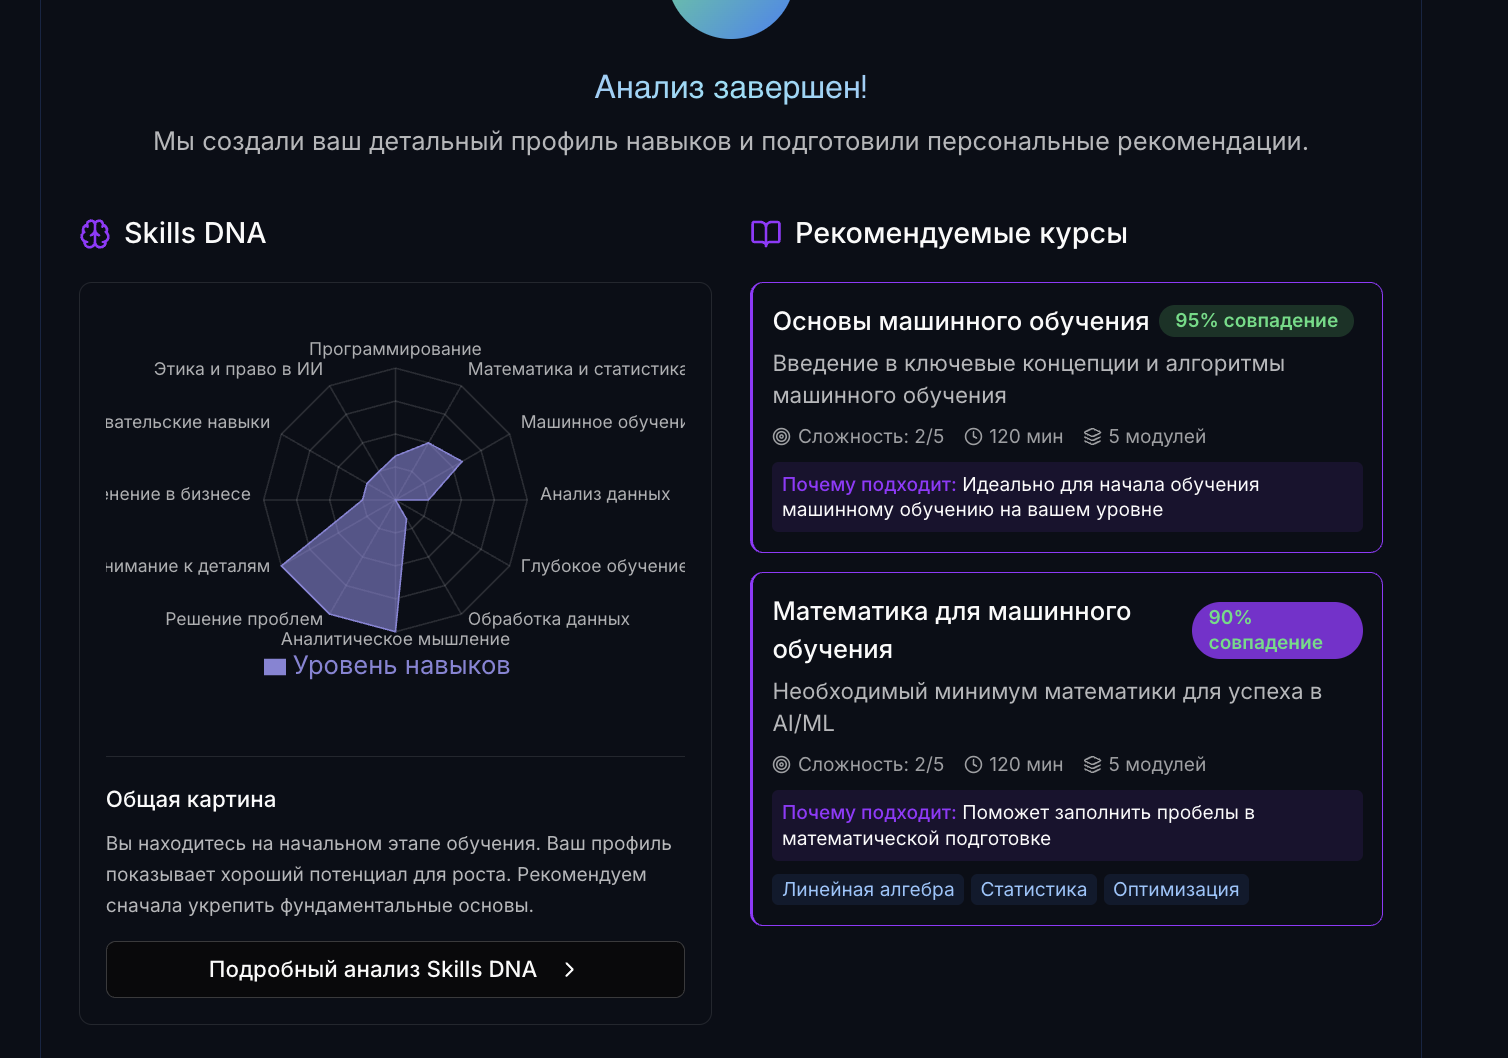 Анализ завершен!
Мы создали ваш детальный профиль навыков и подготовили персональные рекомендации.
Skills DNA
Программирование
Этика и право в ИИ
Математика и статистика
вательские навыки
Машинное обучени
енение в бизнесе
Анализ данных
нимание к деталям
Глубокое обучение
Решение проблем
Обработка данных
Аналитическое мышление
Уровень навыков
Общая картина
Вы находитесь на начальном этапе обучения. Ваш профиль
показывает хороший потенциал для роста. Рекомендуем
сначала укрепить фундаментальные основы.
Подробный анализ Skills DNA
Рекомендуемые курсы
Основы машинного обучения
95% совпадение
Введение в ключевые концепции и алгоритмы
машинного обучения
Сложность: 2/5 120 мин 5 модулей
Почему подходит: Идеально для начала обучения
машинному обучению на вашем уровне
Математика для машинного
обучения
90%
совпадение
Необходимый минимум математики для успеха в
AI/ML
Сложность: 2/5 120 мин 5 модулей
Почему подходит: Поможет заполнить пробелы в
математической подготовке
Линейная алгебра Статистика Оптимизация